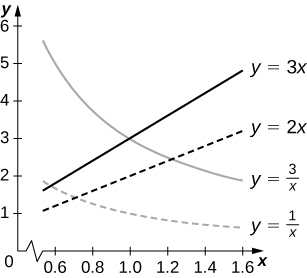 y
6
5
4
3
2
1
0
0.6 0.8 1.0 1.2 1.4 1.6
x
y = 3x
y = 2x
y = 3/x
y = 1/x